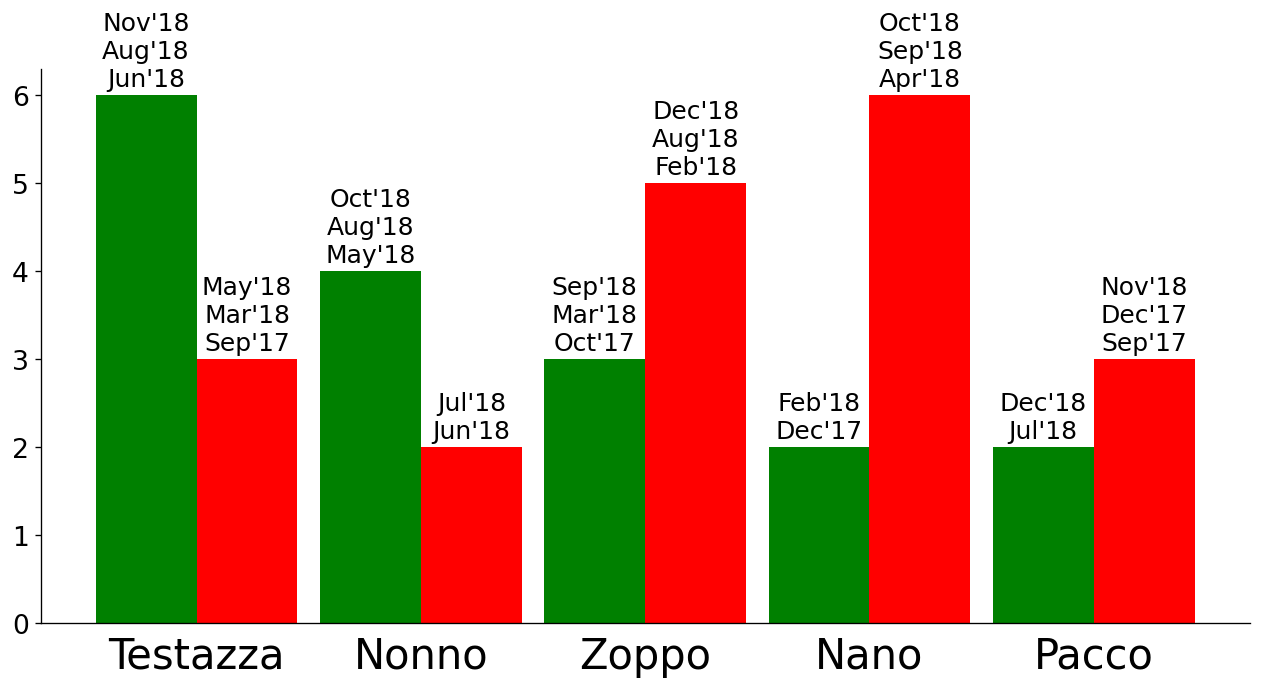 Nov'18
Aug'18
Jun'18
May'18
Mar'18
Sep'17
Oct'18
Aug'18
May'18
Jul'18
Jun'18
Sep'18
Mar'18
Oct'17
Dec'18
Aug'18
Feb'18
Feb'18
Dec'17
Oct'18
Sep'18
Apr'18
Dec'18
Jul'18
Nov'18
Dec'17
Sep'17
6
5
4
3
2
1
0
Testazza
Nonno
Zoppo
Nano
Pacco